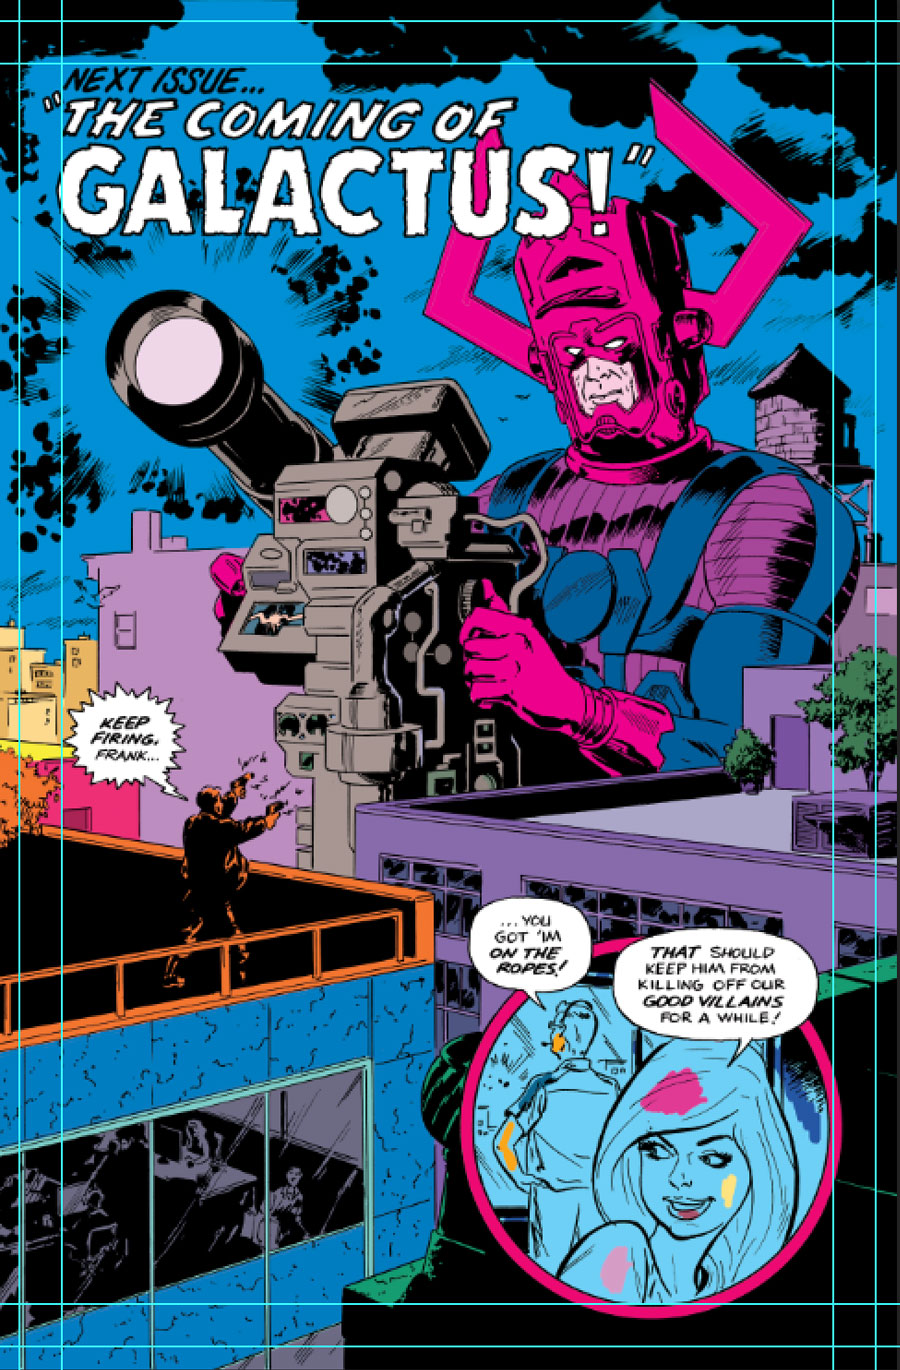 NEXT ISSUE...
"THE COMING OF
GALACTUS!"
KEEP
FIRING,
FRANK...
...YOU
GOT 'IM
ON THE
ROPES!
THAT SHOULD
KEEP HIM FROM
KILLING OFF OUR
GOOD VILLAINS
FOR A WHILE!